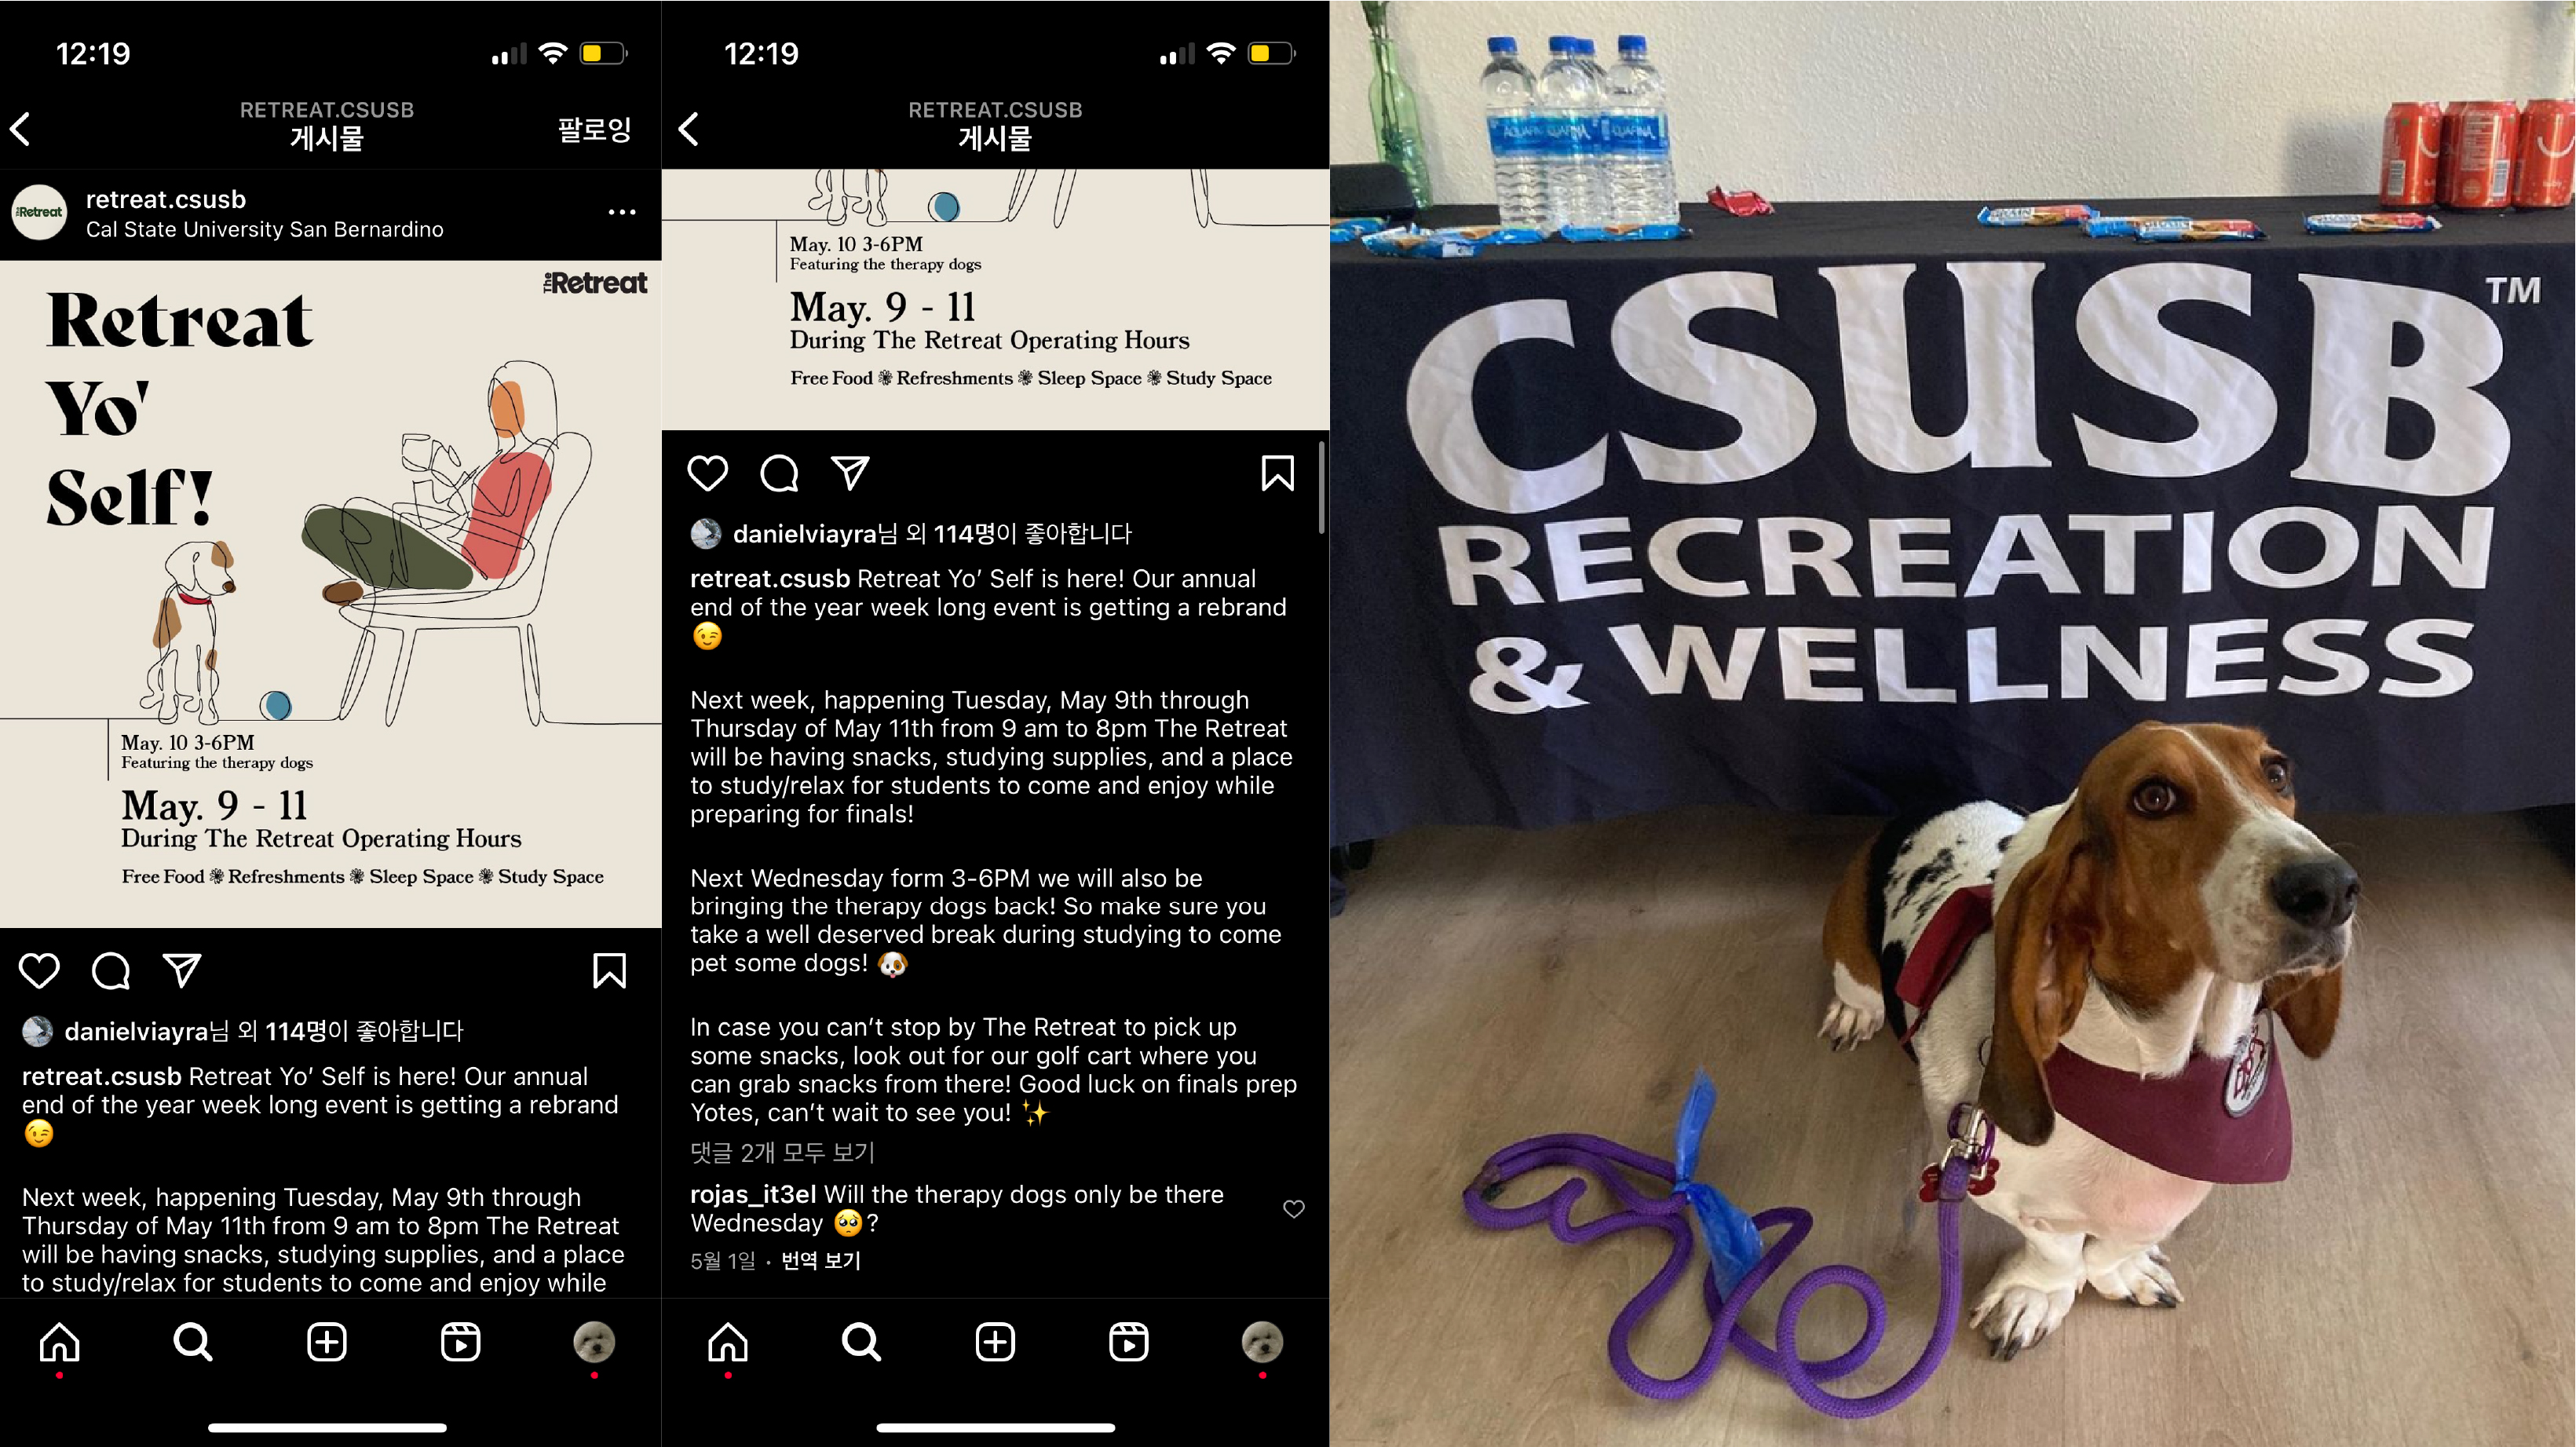 12:19
RETREAT.CSUSB
게시물
팔로잉
The Retreat
retreat.csusb
Cal State University San Bernardino
The Retreat
Retreat
Yo'
Self!
May. 10 3-6PM
Featuring the therapy dogs
May. 9 - 11
During The Retreat Operating Hours
Free Food ❃ Refreshments ❃ Sleep Space ❃ Study Space
danielviayra님 외 114명이 좋아합니다
retreat.csusb Retreat Yo’ Self is here! Our annual
end of the year week long event is getting a rebrand
😉
Next week, happening Tuesday, May 9th through
Thursday of May 11th from 9 am to 8pm The Retreat
will be having snacks, studying supplies, and a place
to study/relax for students to come and enjoy while
12:19
RETREAT.CSUSB
게시물
May. 10 3-6PM
Featuring the therapy dogs
May. 9 - 11
During The Retreat Operating Hours
Free Food ❃ Refreshments ❃ Sleep Space ❃ Study Space
danielviayra님 외 114명이 좋아합니다
retreat.csusb Retreat Yo’ Self is here! Our annual
end of the year week long event is getting a rebrand
😉
Next week, happening Tuesday, May 9th through
Thursday of May 11th from 9 am to 8pm The Retreat
will be having snacks, studying supplies, and a place
to study/relax for students to come and enjoy while
preparing for finals!
Next Wednesday form 3-6PM we will also be
bringing the therapy dogs back! So make sure you
take a well deserved break during studying to come
pet some dogs! 🐶
In case you can’t stop by The Retreat to pick up
some snacks, look out for our golf cart where you
can grab snacks from there! Good luck on finals prep
Yotes, can’t wait to see you! ✨
댓글 2개 모두 보기
rojas_it3el Will the therapy dogs only be there
Wednesday 🥺?
5월 1일 · 번역 보기
AQUAFINA AQUAFINA
CSUSB™
RECREATION
& WELLNESS